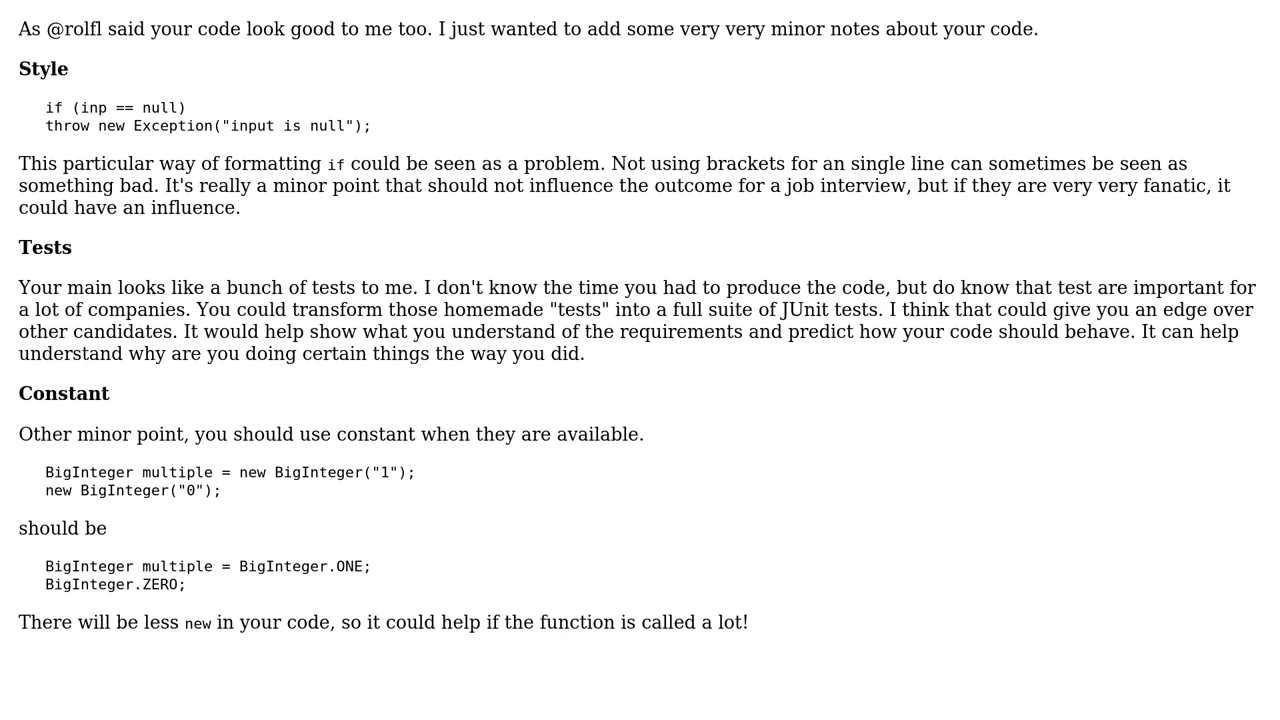 As @rolfl said your code look good to me too. I just wanted to add some very very minor notes about your code.
Style
if (inp == null)
throw new Exception("input is null");
This particular way of formatting if could be seen as a problem. Not using brackets for an single line can sometimes be seen as
something bad. It's really a minor point that should not influence the outcome for a job interview, but if they are very very fanatic, it
could have an influence.
Tests
Your main looks like a bunch of tests to me. I don't know the time you had to produce the code, but do know that test are important for
a lot of companies. You could transform those homemade "tests" into a full suite of JUnit tests. I think that could give you an edge over
other candidates. It would help show what you understand of the requirements and predict how your code should behave. It can help
understand why are you doing certain things the way you did.
Constant
Other minor point, you should use constant when they are available.
BigInteger multiple = new BigInteger("1");
new BigInteger("0");
should be
BigInteger multiple = BigInteger.ONE;
BigInteger.ZERO;
There will be less new in your code, so it could help if the function is called a lot!